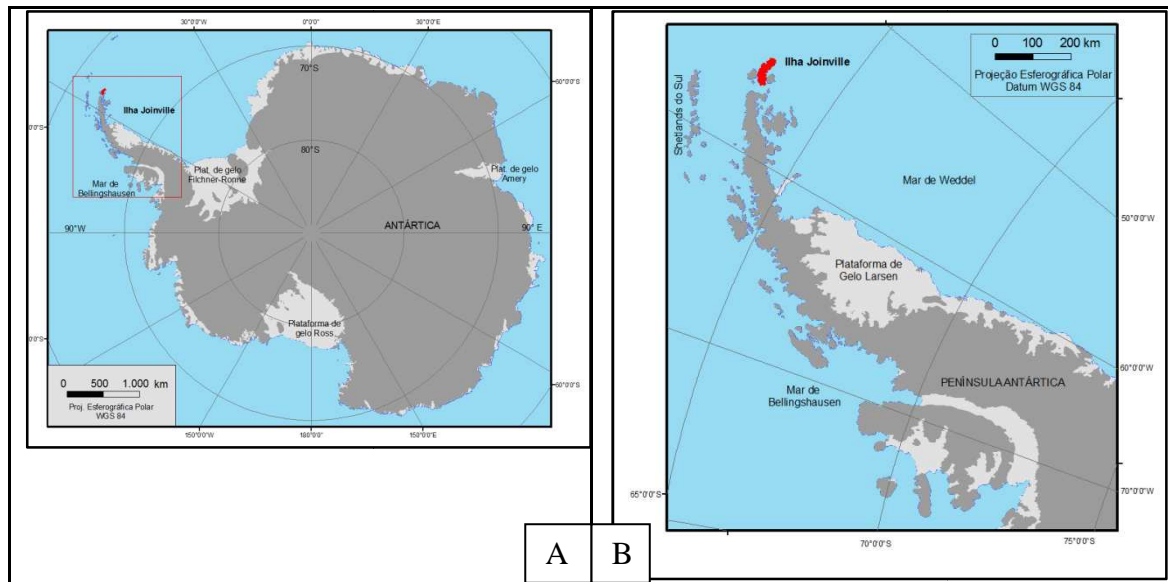 30°0'0"W
0°0'0"
30°0'0"E
70°S
60°0'0"E
Ilha Joinville
80°S
Plat. de gelo
Filchner-Ronne
Plat. de gelo
Amery
Mar de
Bellingshausen
90°W
ANTÁRTICA
90° E
Plataforma de
gelo Ross
0 500 1.000 km
Proj. Esferográfica Polar
WGS 84
60°0'0"S
150°0'0"W
180°0'0"
150°0'0"E
A
0 100 200 km
Projeção Esferográfica Polar
Datum WGS 84
Ilha Joinville
Shetlands do Sul
Mar de Weddel
50°0'0"W
Plataforma de
Gelo Larsen
60°0'0"W
PENÍNSULA ANTÁRTICA
Mar de
Bellingshausen
65°0'0"S
70°0'0"W
70°0'0"S
75°0'0"S
B